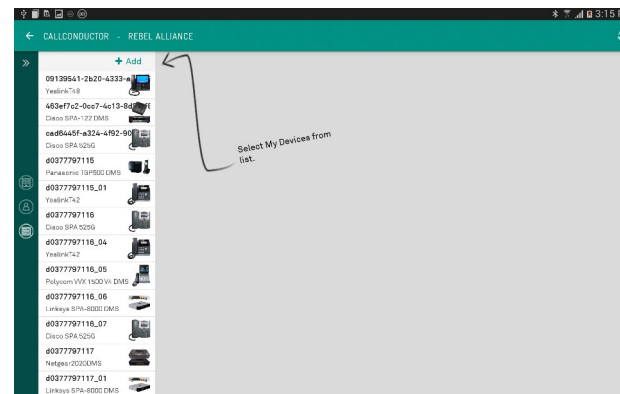 3:15
CALLCONDUCTOR - REBEL ALLIANCE
+ Add
09139541-2b20-4333-a
YealinkT48
463ef7c2-0cc7-4c13-8d
Cisco SPA-122 DMS
cad6445f-a324-4f92-90
Cisco SPA 525G
d0377797115
Panasonic TGP500 DMS
d0377797115_01
YealinkT42
d0377797116
Cisco SPA 525G
d0377797116_04
YealinkT42
d0377797116_05
Polycom VVX 1500 V4 DMS
d0377797116_06
Linksys SPA-8000 DMS
d0377797116_07
Cisco SPA 525G
d0377797117
Netgear2020DMS
d0377797117_01
Linksys SPA-8000 DMS
Select My Devices from
list.